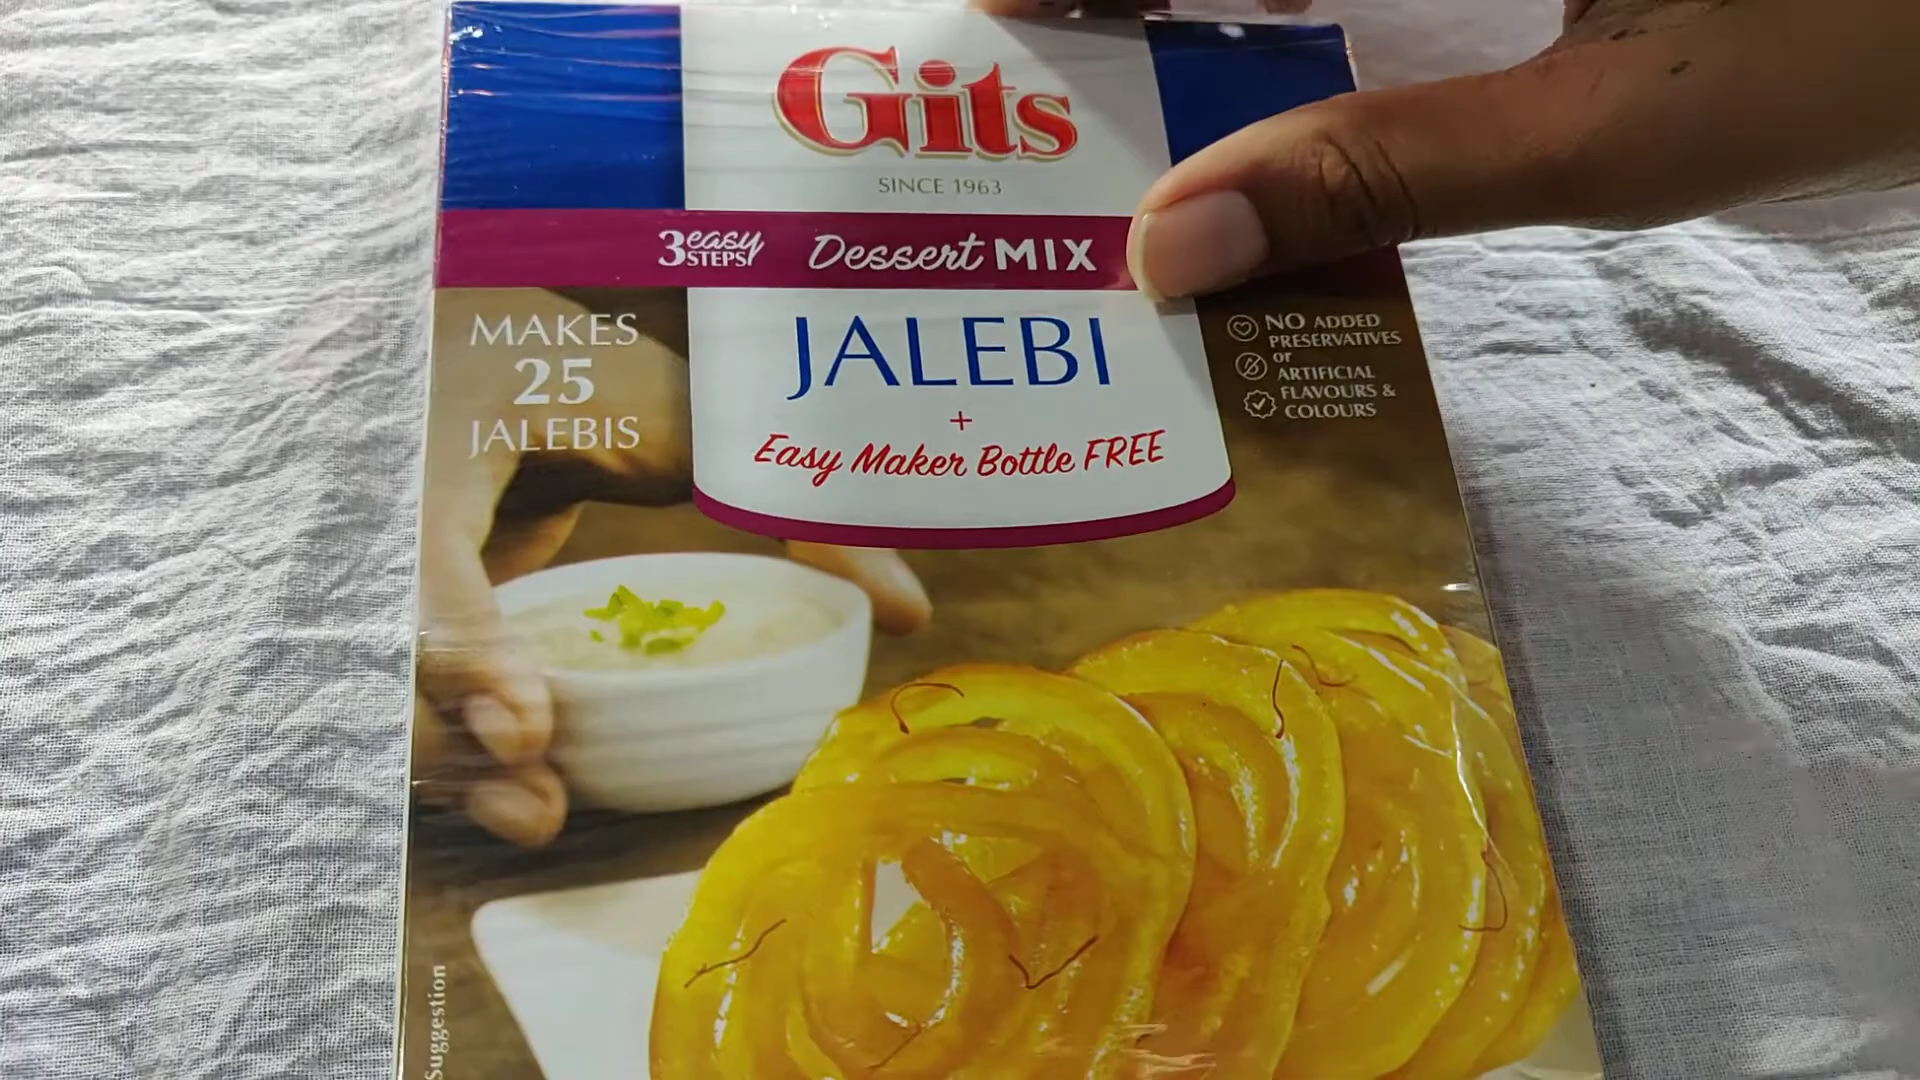 Gits
SINCE 1963
3 easy STEPS
Dessert MIX
MAKES
25
JALEBIS
JALEBI
+
Easy Maker Bottle FREE
NO ADDED
PRESERVATIVES
or
ARTIFICIAL
FLAVOURS &
COLOURS
Suggestion